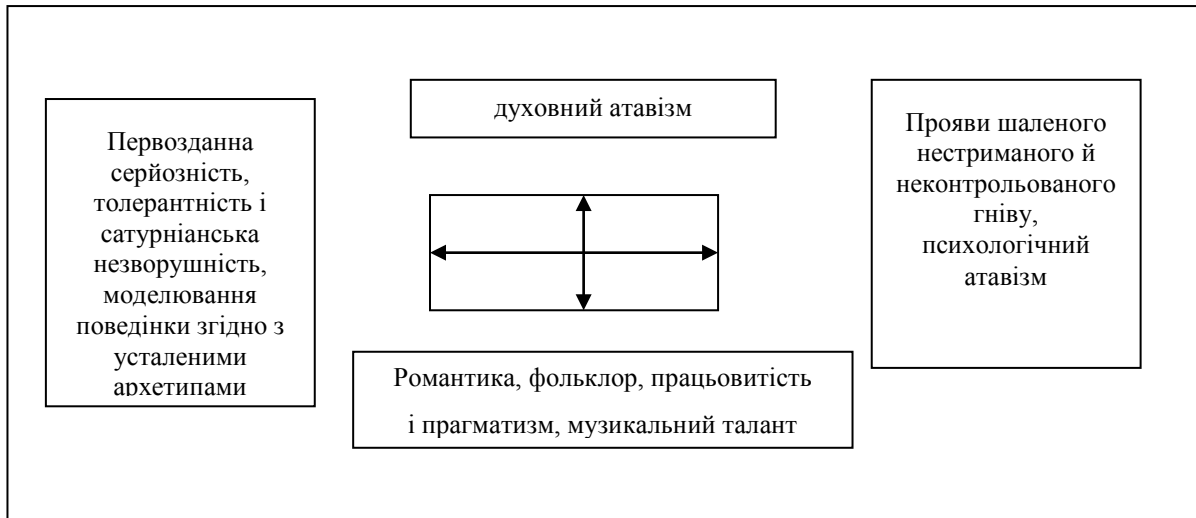 духовний атавізм
Первозданна
серйозність,
толерантність і
сатурніанська
незворушність,
моделювання
поведінки згідно з
усталеними
архетипами
Прояви шаленого
нестриманого й
неконтрольованого
гніву,
психологічний
атавізм
Романтика, фольклор, працьовитість
і прагматизм, музикальний талант